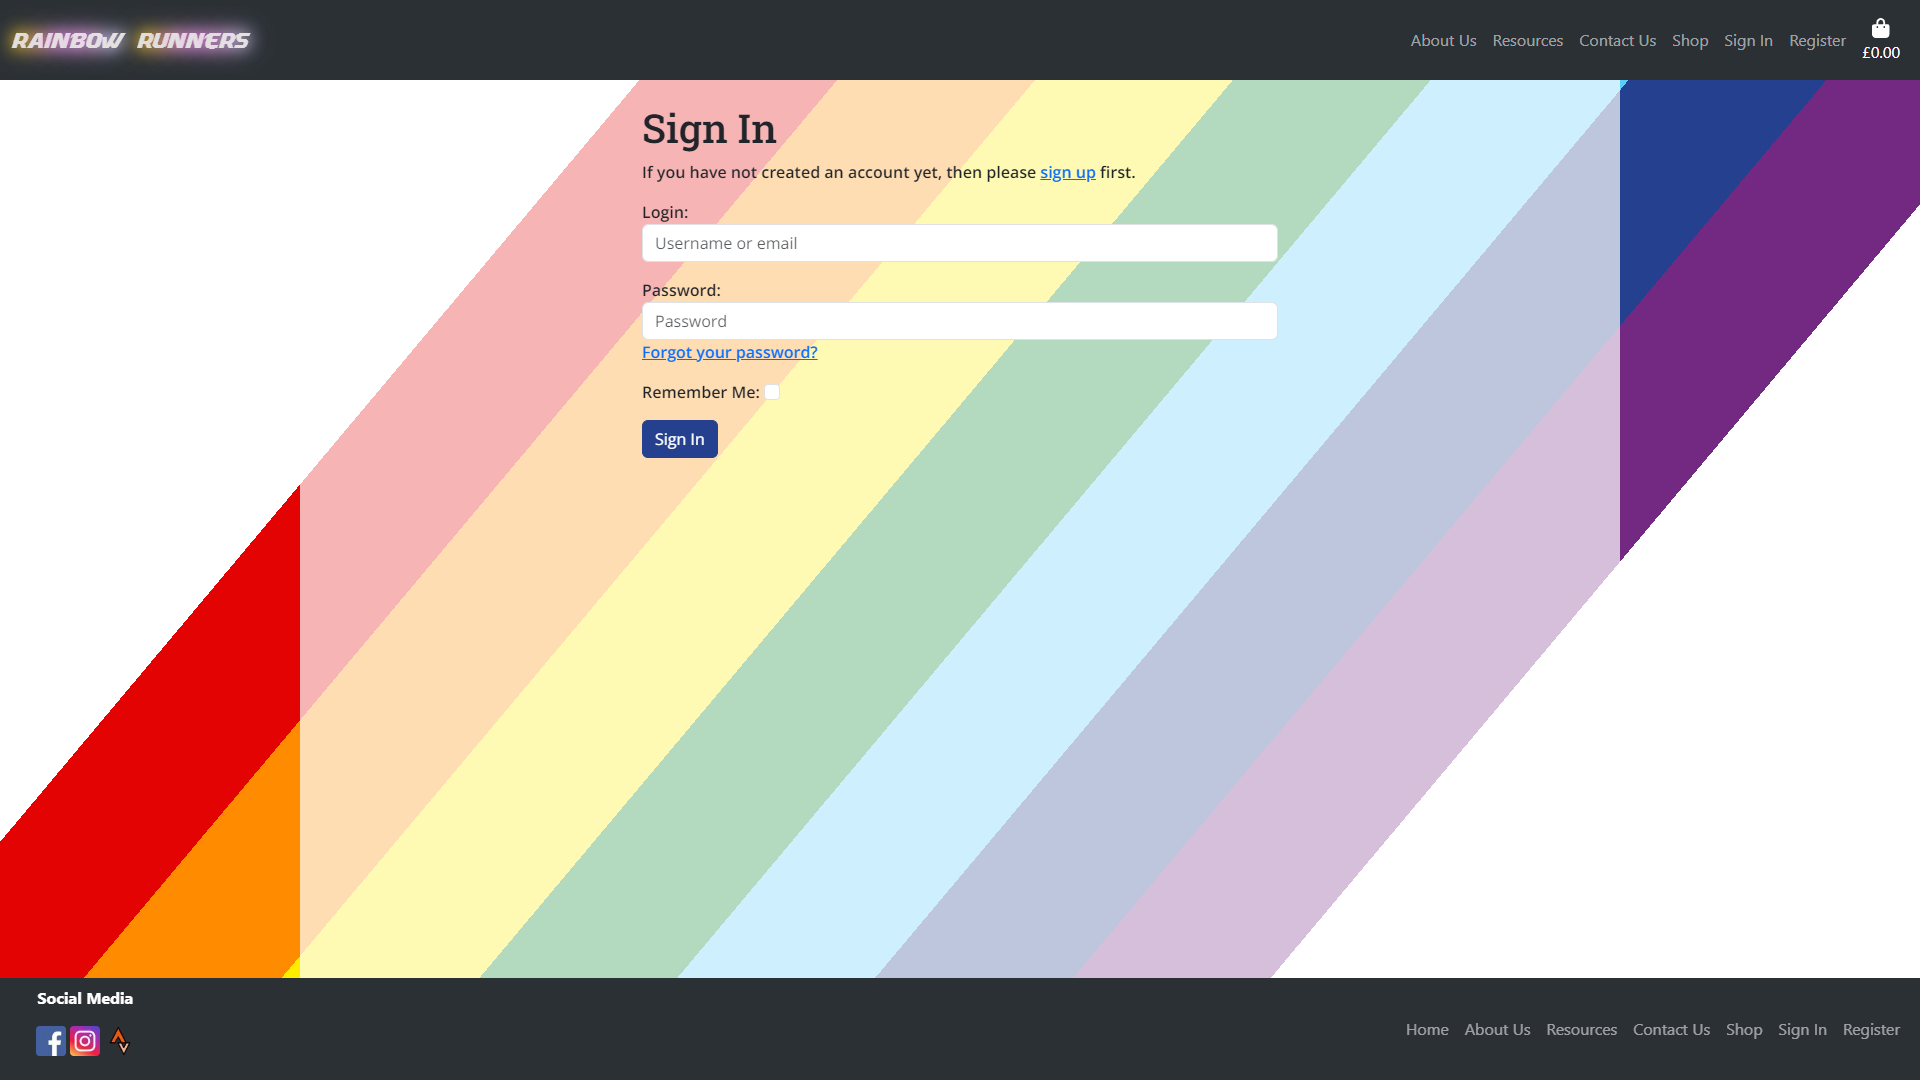 RAINBOW RUNNERS
About Us Resources Contact Us Shop Sign In Register
£0.00
Sign In
If you have not created an account yet, then please sign up first.
Login:
Username or email
Password:
Password
Forgot your password?
Remember Me:
Sign In
Social Media
Home About Us Resources Contact Us Shop Sign In Register